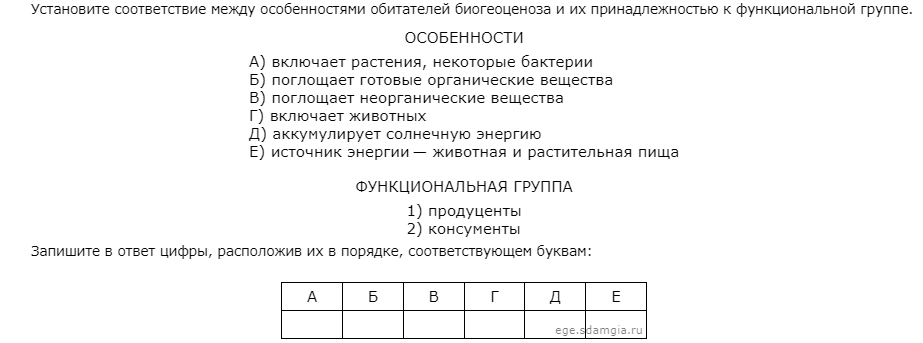 Установите соответствие между особенностями обитателей биогеоценоза и их принадлежностью к функциональной группе.
ОСОБЕННОСТИ
А) включает растения, некоторые бактерии
Б) поглощает готовые органические вещества
В) поглощает неорганические вещества
Г) включает животных
Д) аккумулирует солнечную энергию
Е) источник энергии — животная и растительная пища
ФУНКЦИОНАЛЬНАЯ ГРУППА
1) продуценты
2) консументы
Запишите в ответ цифры, расположив их в порядке, соответствующем буквам:
А Б В Г Д Е
ege.sdamgia.ru